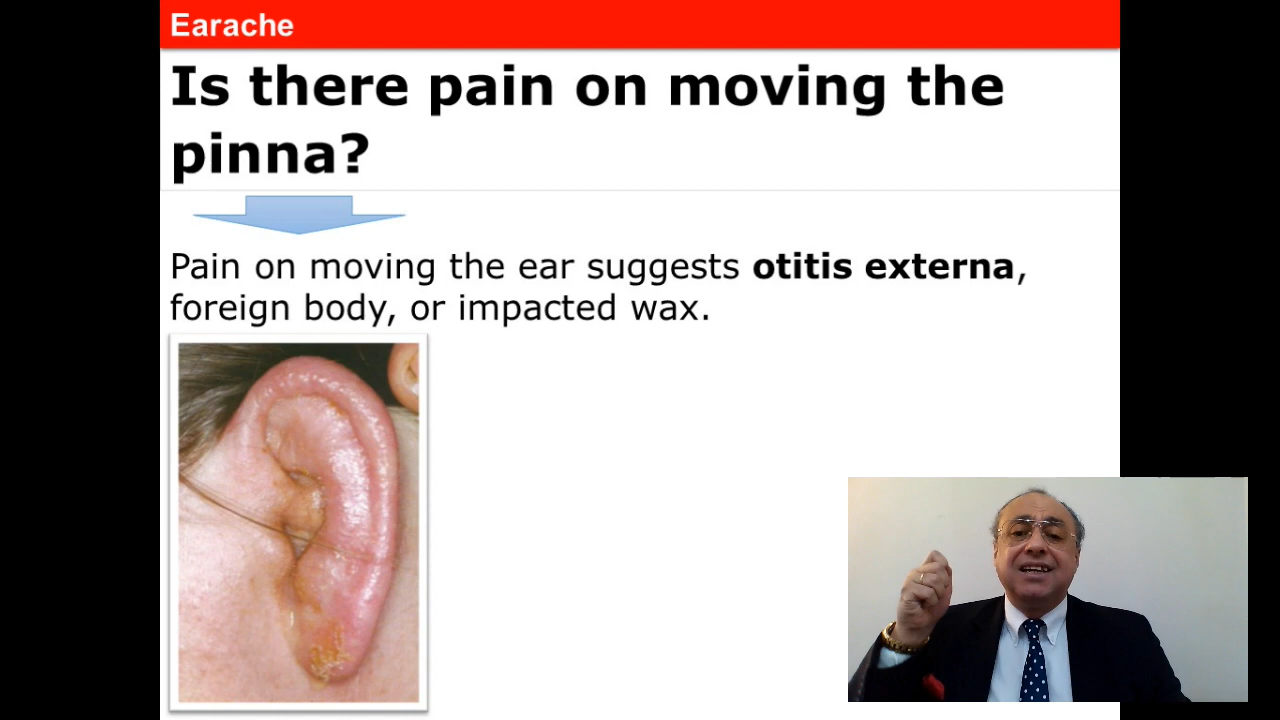 Earache
Is there pain on moving the
pinna?
Pain on moving the ear suggests otitis externa,
foreign body, or impacted wax.